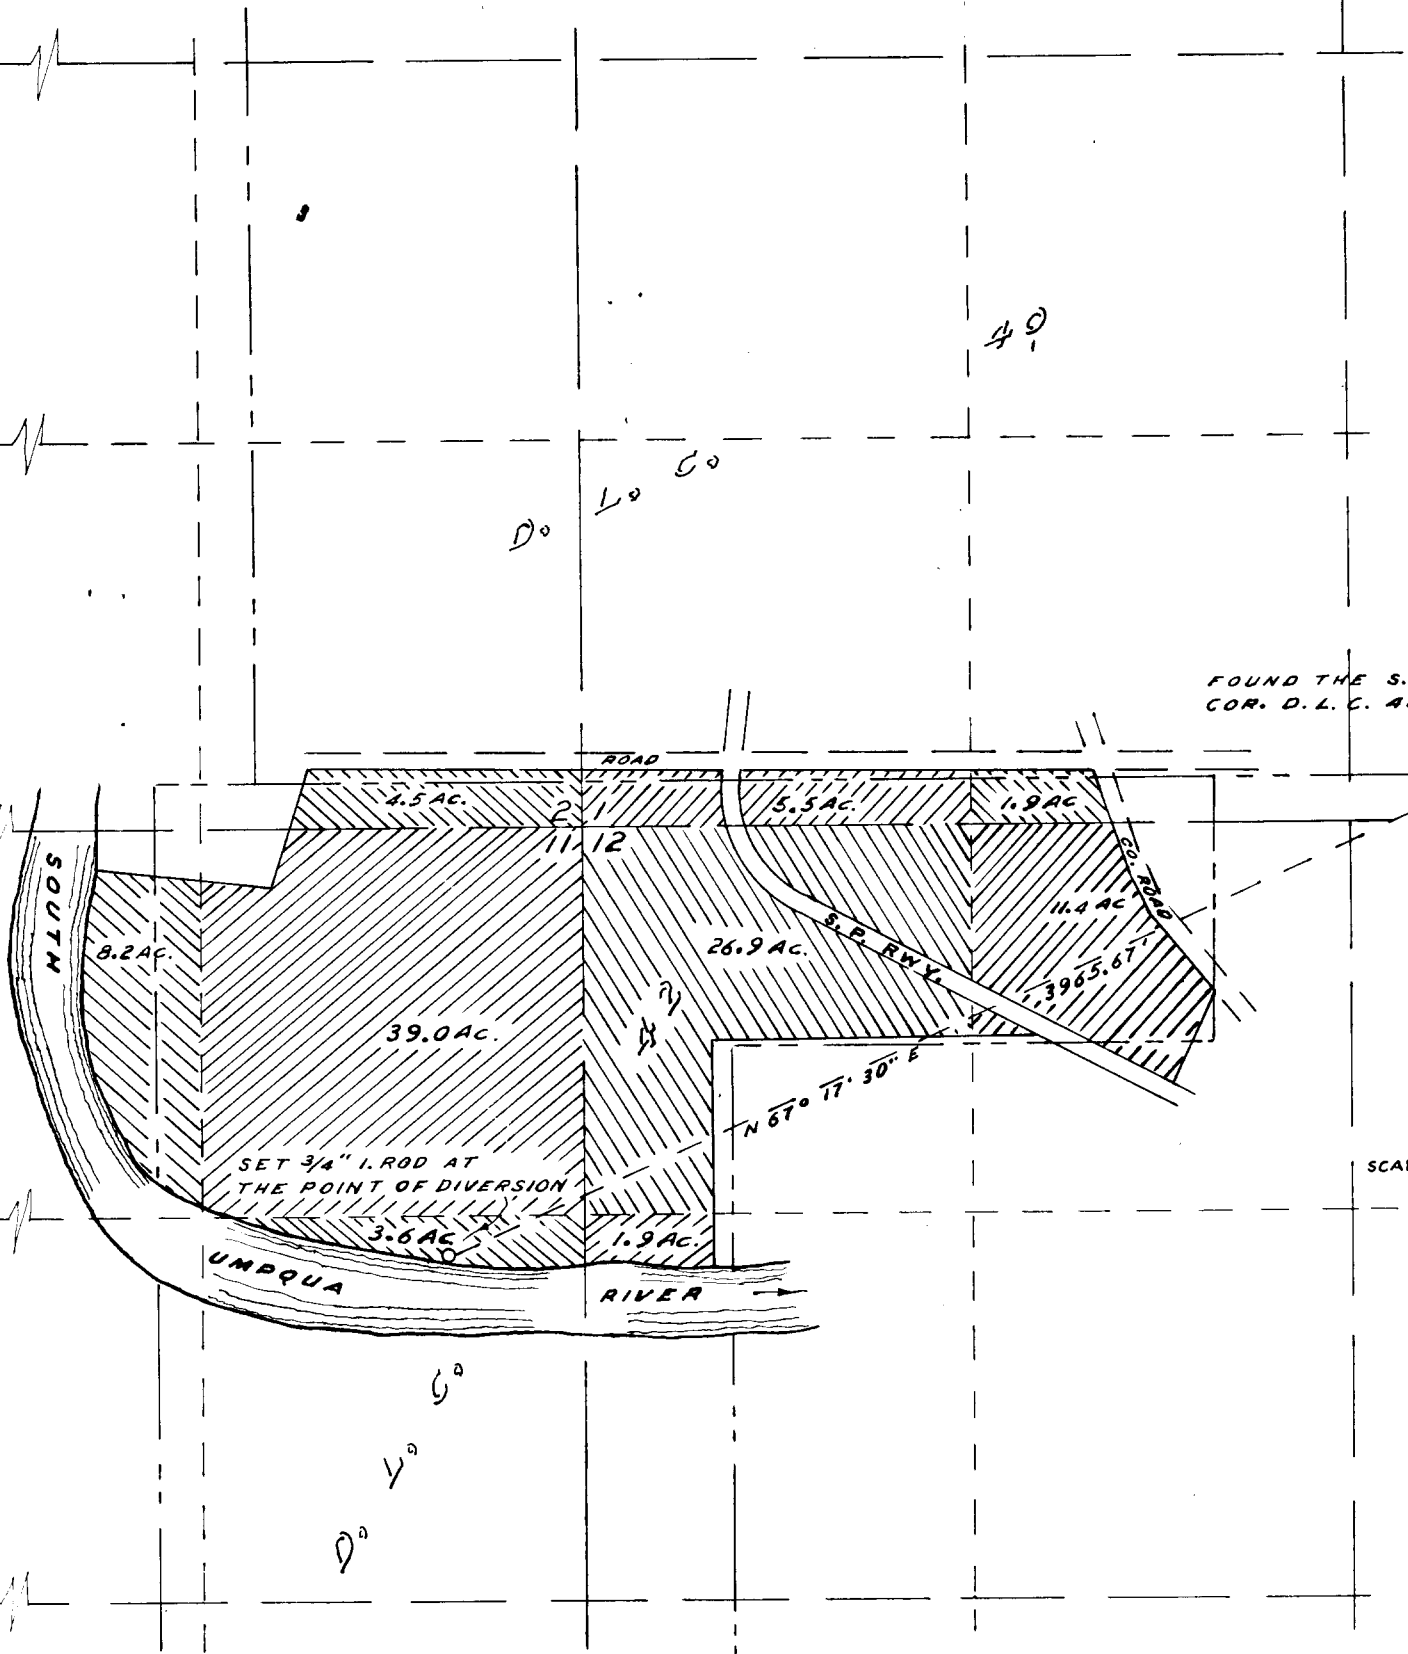 40
D. L. C.
FOUND THE S.
COR. D. L. C.
ROAD
4.5 AC.
5.5 AC.
1.9 AC
2 1
11 12
CO. ROAD
SOUTH
8.2 AC.
26.9 AC.
S. P. RWY.
11.4 AC
3965.67'
39.0 AC.
N 67° 17' 30" E
SET 3/4" I. ROD AT
THE POINT OF DIVERSION
3.6 AC
1.9 AC.
UMPQUA
RIVER
D. L. C.